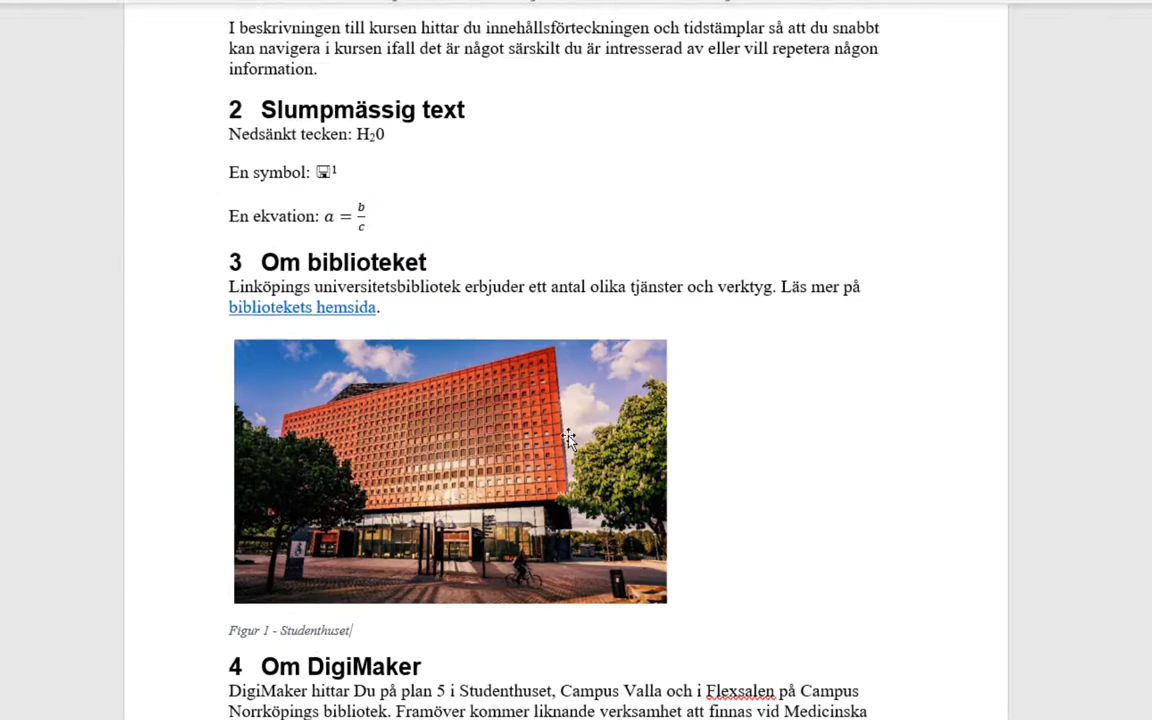 I beskrivningen till kursen hittar du innehållsförteckningen och tidstämplar så att du snabbt
kan navigera i kursen ifall det är något särskilt du är intresserad av eller vill repetera någon
information.
2 Slumpmässig text
Nedsänkt tecken: H₂0
En symbol: 🖫¹
En ekvation: a = b/c
3 Om biblioteket
Linköpings universitetsbibliotek erbjuder ett antal olika tjänster och verktyg. Läs mer på
bibliotekets hemsida.
Figur 1 - Studenthuset
4 Om DigiMaker
DigiMaker hittar Du på plan 5 i Studenthuset, Campus Valla och i Flexsalen på Campus
Norrköpings bibliotek. Framöver kommer liknande verksamhet att finnas vid Medicinska